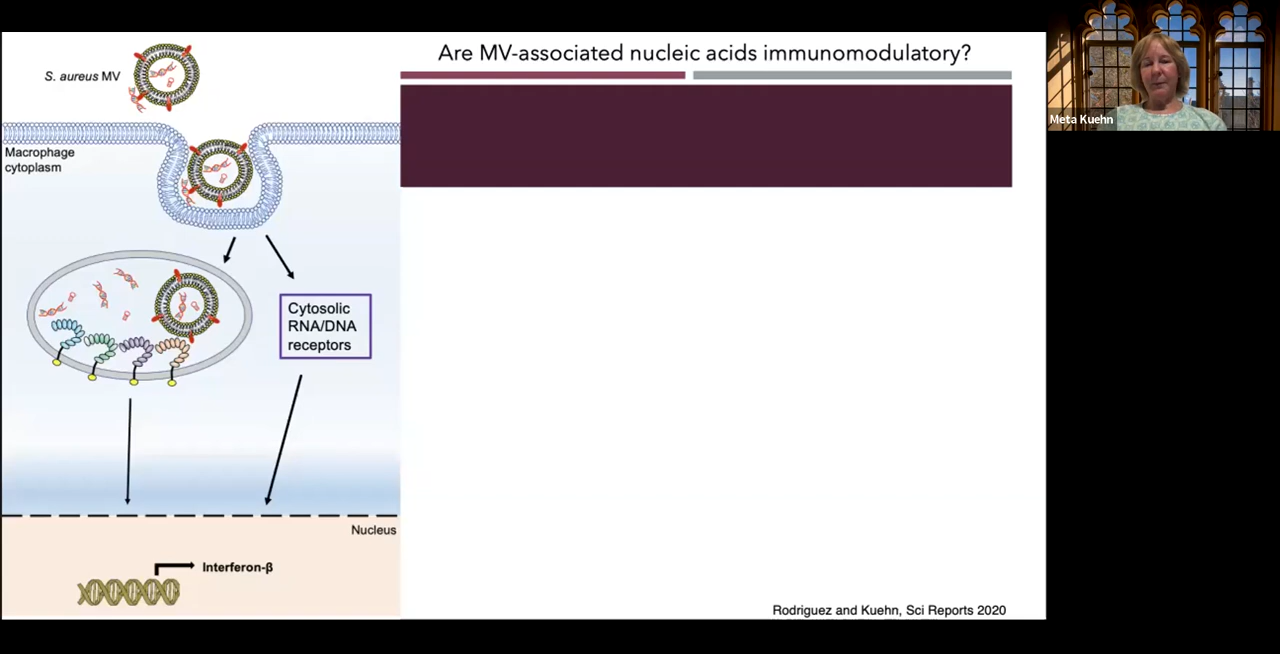 Are MV-associated nucleic acids immunomodulatory?
S. aureus MV
Macrophage
cytoplasm
Cytosolic
RNA/DNA
receptors
Nucleus
Interferon-β
Rodriguez and Kuehn, Sci Reports 2020
Meta Kuehn